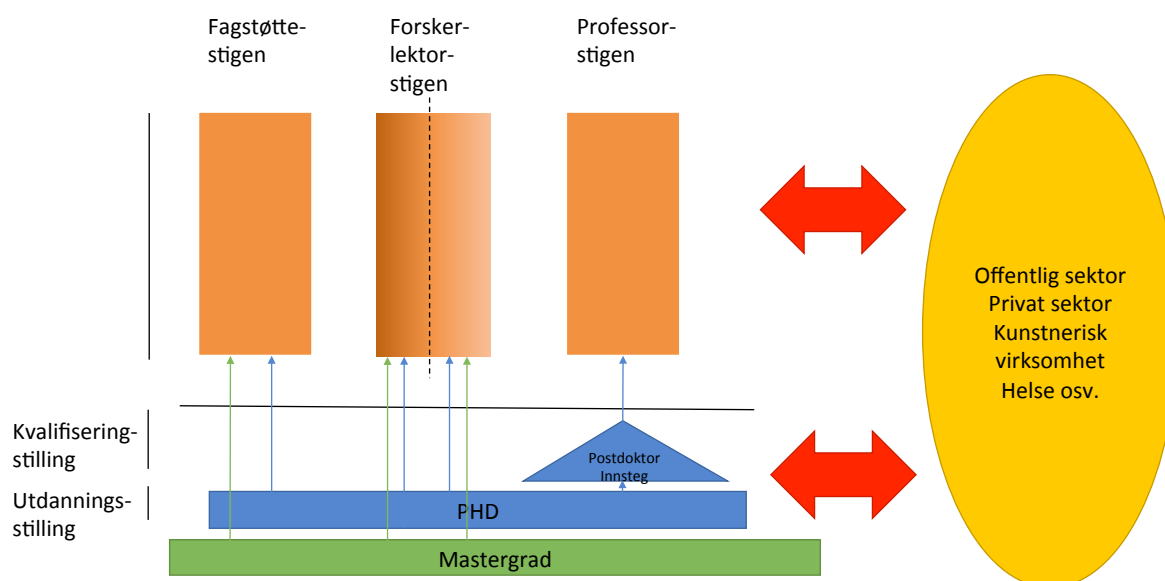 Fagstøtte-
stigen
Forsker-
lektor-
stigen
Professor-
stigen
Offentlig sektor
Privat sektor
Kunstnerisk
virksomhet
Helse osv.
Kvalifisering-
stilling
Postdoktor
Innsteg
Utdannings-
stilling
PHD
Mastergrad